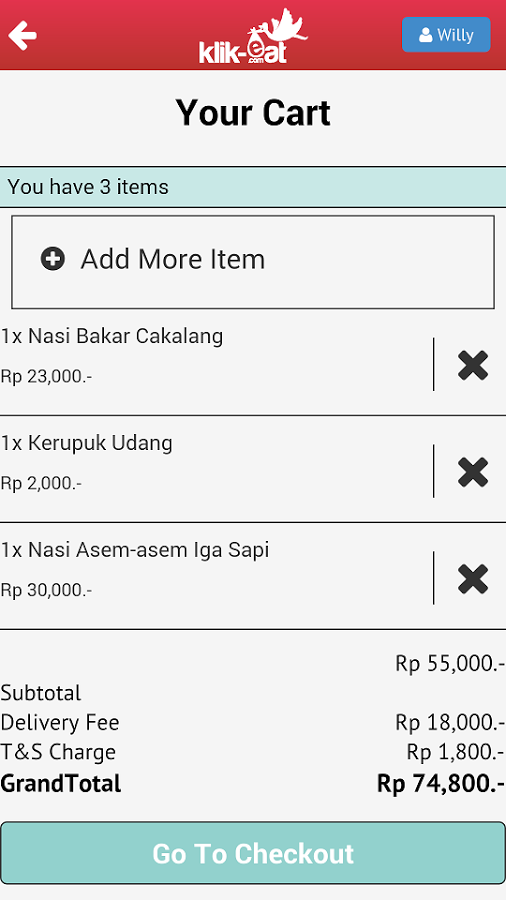 klik-eat
.com
Willy
Your Cart
You have 3 items
Add More Item
1x Nasi Bakar Cakalang
Rp 23,000.-
1x Kerupuk Udang
Rp 2,000.-
1x Nasi Asem-asem Iga Sapi
Rp 30,000.-
Rp 55,000.-
Subtotal
Delivery Fee Rp 18,000.-
T&S Charge Rp 1,800.-
GrandTotal Rp 74,800.-
Go To Checkout